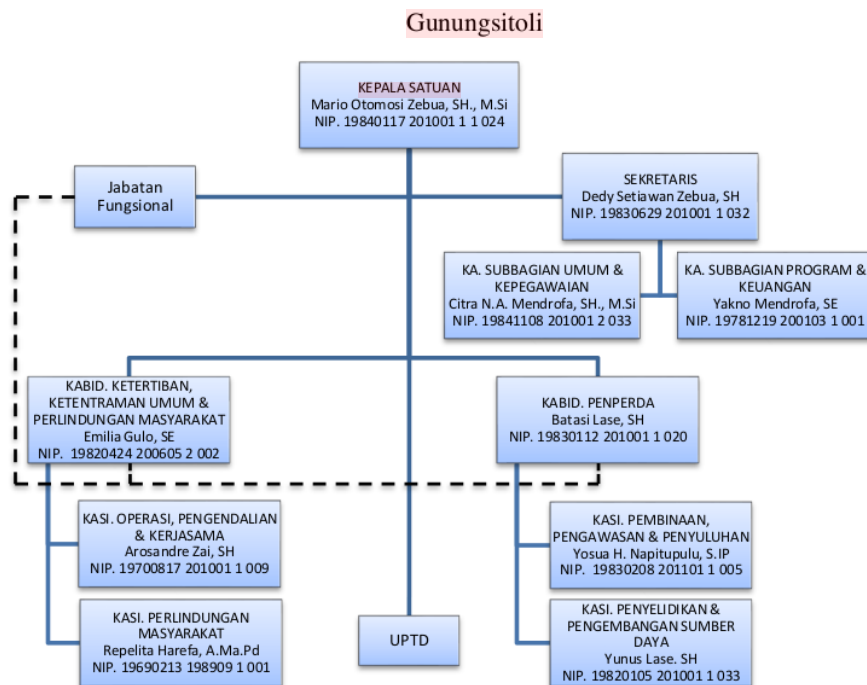 Gunungsitoli
KEPALA SATUAN
Mario Otomosi Zebua, SH., M.Si
NIP. 19840117 201001 1 1 024
Jabatan
Fungsional
SEKRETARIS
Dedy Setiawan Zebua, SH
NIP. 19830629 201001 1 032
KA. SUBBAGIAN UMUM &
KEPEGAWAIAN
Citra N.A. Mendrofa, SH., M.Si
NIP. 19841108 201001 2 033
KA. SUBBAGIAN PROGRAM &
KEUANGAN
Yakno Mendrofa, SE
NIP. 19781219 200103 1 001
KABID. KETERTIBAN,
KETENTRAMAN UMUM &
PERLINDUNGAN MASYARAKAT
Emilia Gulo, SE
NIP. 19820424 200605 2 002
KABID. PENPERDA
Batasi Lase, SH
NIP. 19830112 201001 1 020
KASI. OPERASI, PENGENDALIAN
& KERJASAMA
Arosandre Zai, SH
NIP. 19700817 201001 1 009
KASI. PEMBINAAN,
PENGAWASAN & PENYULUHAN
Yosua H. Napitupulu, S.IP
NIP. 19830208 201101 1 005
KASI. PERLINDUNGAN
MASYARAKAT
Repelita Harefa, A.Ma.Pd
NIP. 19690213 198909 1 001
UPTD
KASI. PENYELIDIKAN &
PENGEMBANGAN SUMBER
DAYA
Yunus Lase. SH
NIP. 19820105 201001 1 033